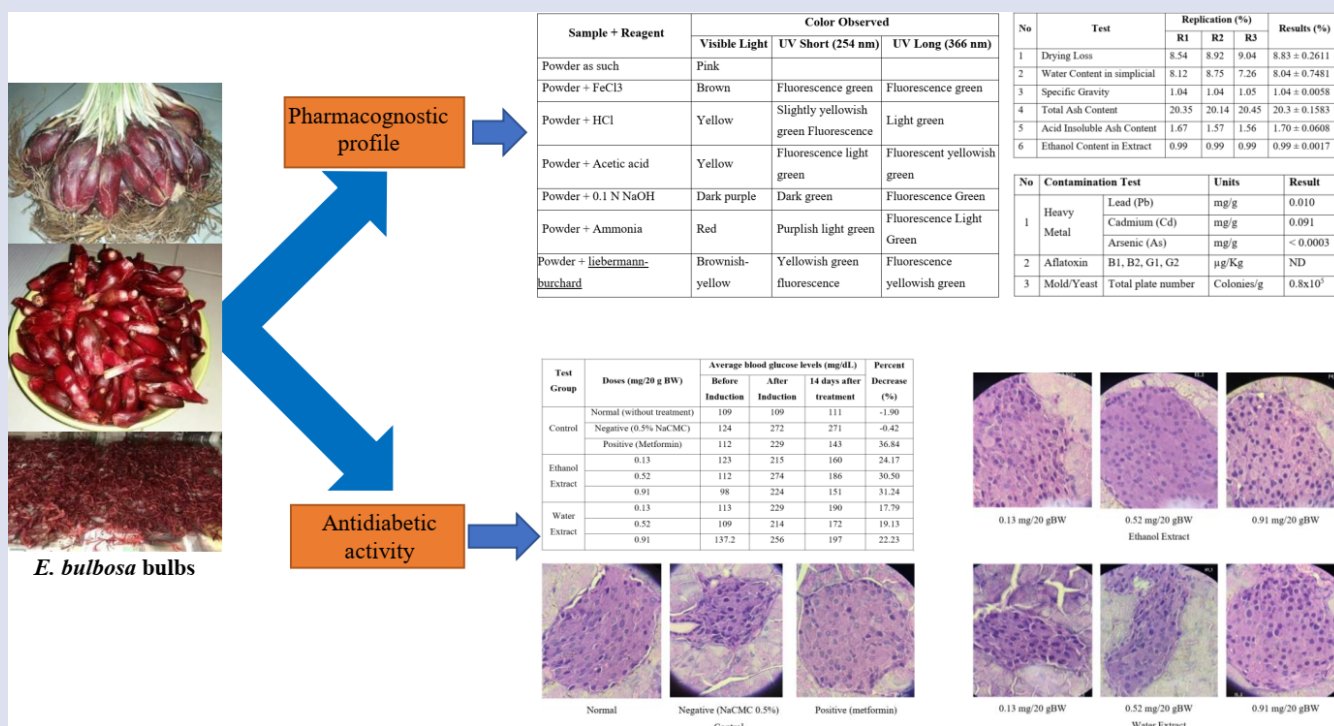 E. bulbosa bulbs
Pharmacognostic
profile
Antidiabetic
activity
Sample + Reagent
Color Observed
Visible Light UV Short (254 nm) UV Long (366 nm)
Powder as such Pink
Powder + FeCl3 Brown Fluorescence green Fluorescence green
Powder + HCl Yellow Slightly yellowish
green Fluorescence
Light green
Powder + Acetic acid Yellow Fluorescence light
green
Fluorescent yellowish
green
Powder + 0.1 N NaOH Dark purple Dark green Fluorescence Green
Powder + Ammonia Red Purplish light green Fluorescence Light
Green
Powder + liebermann-
burchard
Brownish-
yellow
Yellowish green
fluorescence
Fluorescence
yellowish green
No Test Replication (%) Results (%)
R1 R2 R3
1 Drying Loss 8.54 8.92 9.04 8.83 ± 0.2611
2 Water Content in simplicial 8.12 8.75 7.26 8.04 ± 0.7481
3 Specific Gravity 1.04 1.04 1.05 1.04 ± 0.0058
4 Total Ash Content 20.35 20.14 20.45 20.3 ± 0.1583
5 Acid Insoluble Ash Content 1.67 1.57 1.56 1.70 ± 0.0608
6 Ethanol Content in Extract 0.99 0.99 0.99 0.99 ± 0.0017
No Contamination Test Units Result
1 Heavy
Metal
Lead (Pb) mg/g 0.010
Cadmium (Cd) mg/g 0.091
Arsenic (As) mg/g < 0.0003
2 Aflatoxin B1, B2, G1, G2 µg/Kg ND
3 Mold/Yeast Total plate number Colonies/g
Test
Group
Doses (mg/20 g BW)
Average blood glucose levels (mg/dL)
Percent
Decrease
(%)
Before
Induction
After
Induction
14 days after
treatment
Control
Normal (without treatment) 109 109 111 -1.90
Negative (0.5% NaCMC) 124 272 271 -0.42
Positive (Metformin) 112 229 143 36.84
Ethanol
Extract
0.13 123 215 160 24.17
0.52 112 274 186 30.50
0.91 98 224 151 31.24
Water
Extract
0.13 113 229 190 17.79
0.52 109 214 172 19.13
0.91 137.2 256 197 22.23
Normal Negative (NaCMC 0.5%) Positive (metformin)
Control
0.13 mg/20 gBW 0.52 mg/20 gBW 0.91 mg/20 gBW
Ethanol Extract
0.13 mg/20 gBW 0.52 mg/20 gBW 0.91 mg/20 gBW
Water Extract